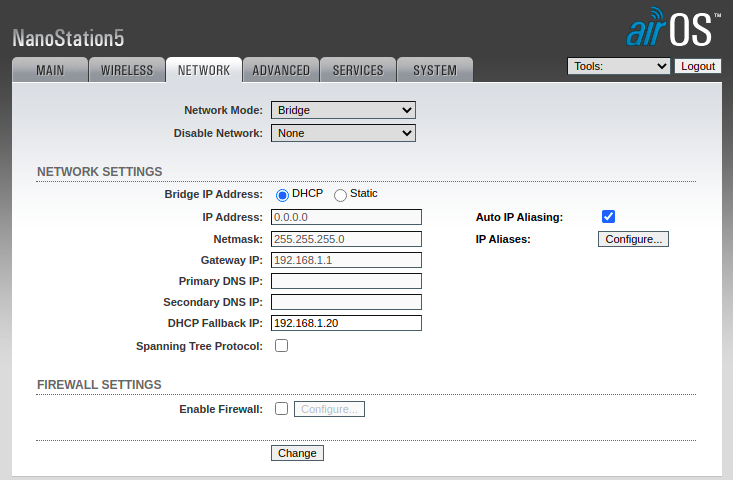 NanoStation5
airOS™
MAIN WIRELESS NETWORK ADVANCED SERVICES SYSTEM Tools: Logout
Network Mode: Bridge
Disable Network: None
NETWORK SETTINGS
Bridge IP Address: DHCP Static
IP Address: 0.0.0.0 Auto IP Aliasing:
Netmask: 255.255.255.0 IP Aliases: Configure...
Gateway IP: 192.168.1.1
Primary DNS IP:
Secondary DNS IP:
DHCP Fallback IP: 192.168.1.20
Spanning Tree Protocol:
FIREWALL SETTINGS
Enable Firewall: Configure...
Change